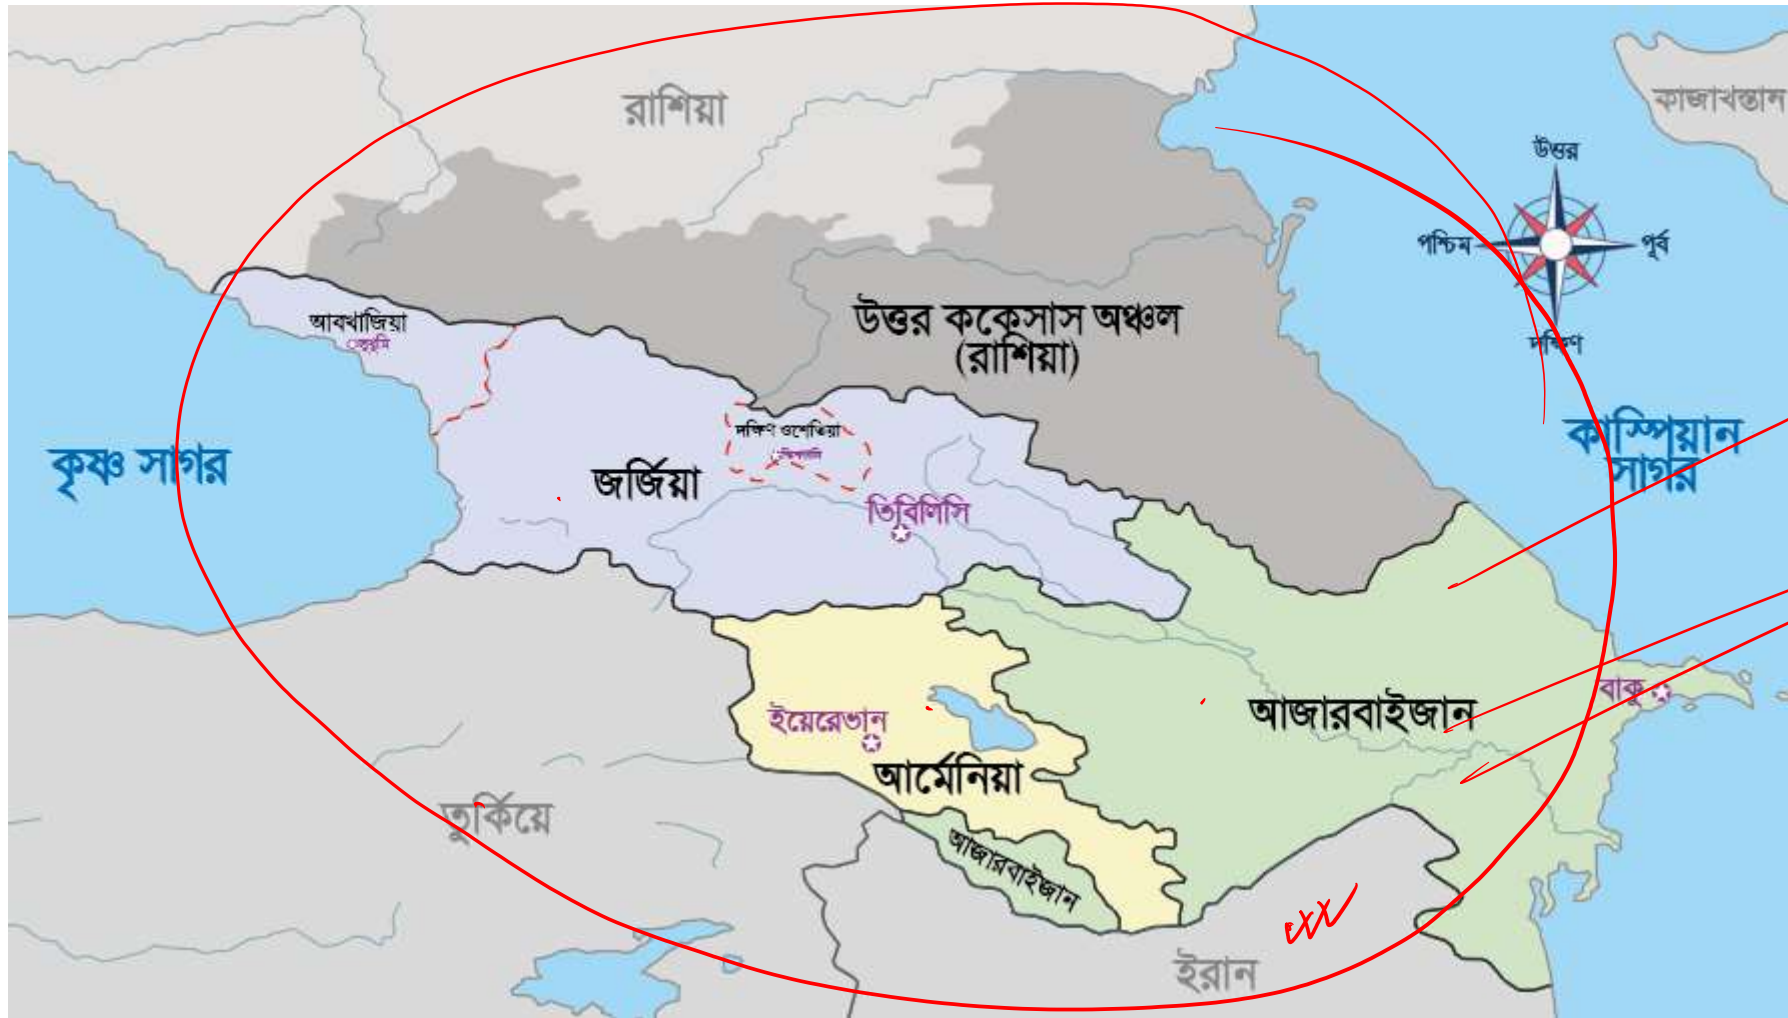 রাশিয়া
কাজাখস্তান
উত্তর
পশ্চিম
পূর্ব
দক্ষিণ
উত্তর ককেসাস অঞ্চল
(রাশিয়া)
আবখাজিয়া
কৃষ্ণ সাগর
কাস্পিয়ান
সাগর
দক্ষিণ ওশেতিয়া
জর্জিয়া
তিবিলিসি
ইয়েরেভান
আর্মেনিয়া
আজারবাইজান
বাকু
তুর্কিয়ে
আজারবাইজান
ইরান